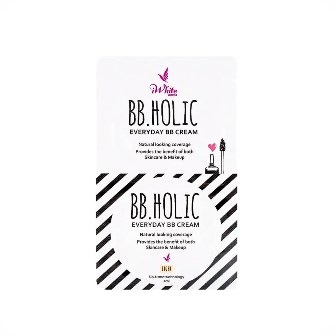 iWhite
BB.HOLIC
EVERYDAY BB CREAM
Natural looking coverage
Provides the benefit of both
Skincare & Makeup
BB.HOLIC
EVERYDAY BB CREAM
Natural looking coverage
Provides the benefit of both
Skincare & Makeup